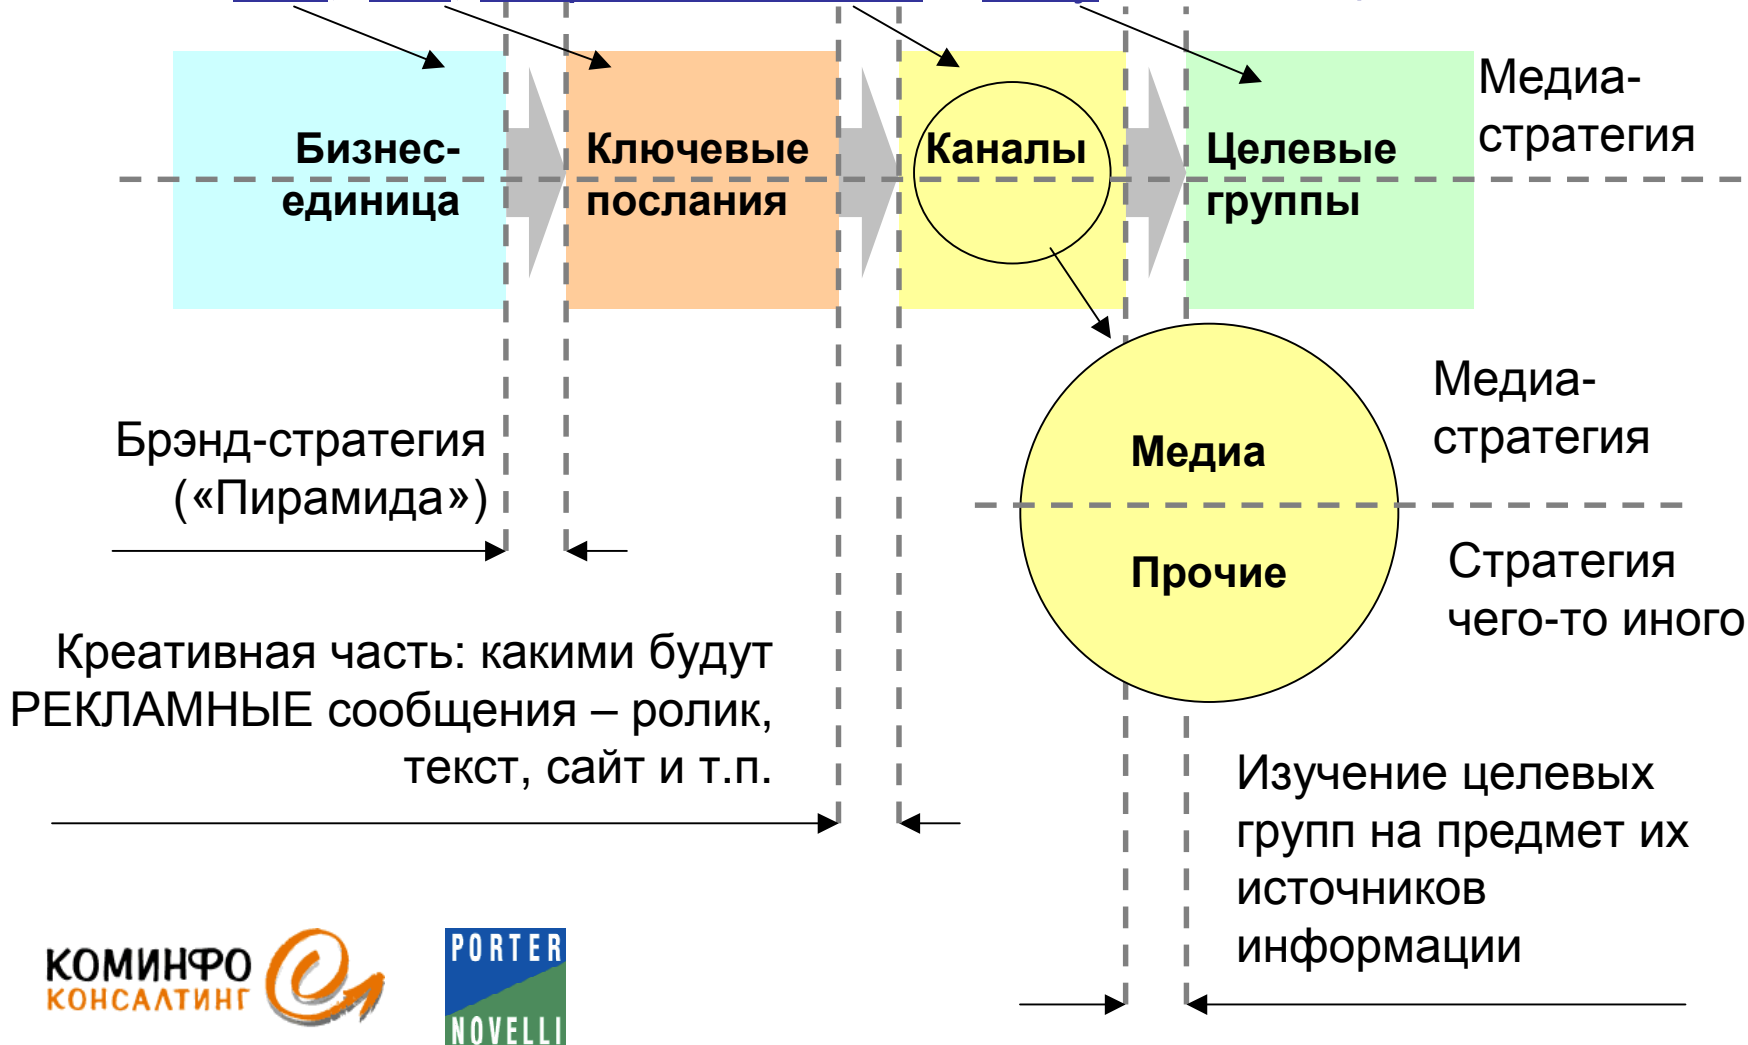 Медиа-
стратегия
Бизнес-
единица
Ключевые
послания
Каналы
Целевые
группы
Медиа-
стратегия
Брэнд-стратегия
(«Пирамида»)
Медиа
Прочие
Стратегия
чего-то иного
Креативная часть: какими будут
РЕКЛАМНЫЕ сообщения – ролик,
текст, сайт и т.п.
Изучение целевых
групп на предмет их
источников
информации
КОМИНФО
КОНСАЛТИНГ
PORTER
NOVELLI